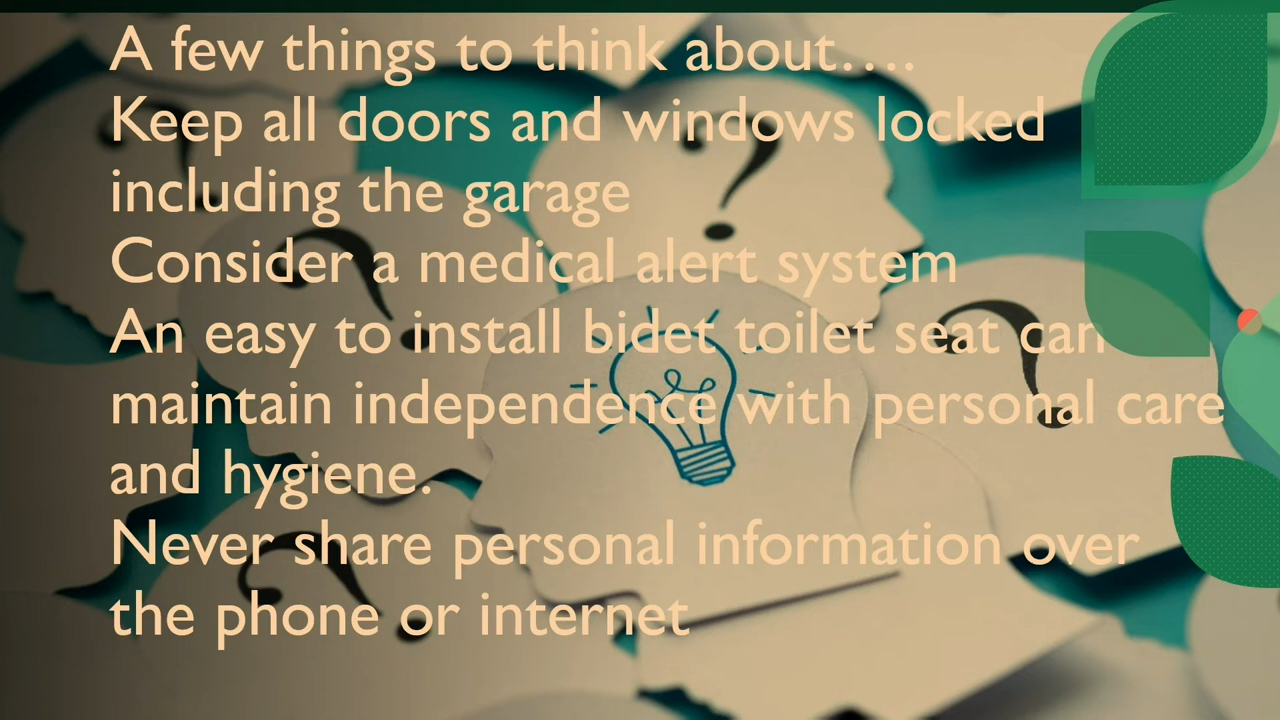 A few things to think about….
Keep all doors and windows locked
including the garage
Consider a medical alert system
An easy to install bidet toilet seat can
maintain independence with personal care
and hygiene.
Never share personal information over
the phone or internet